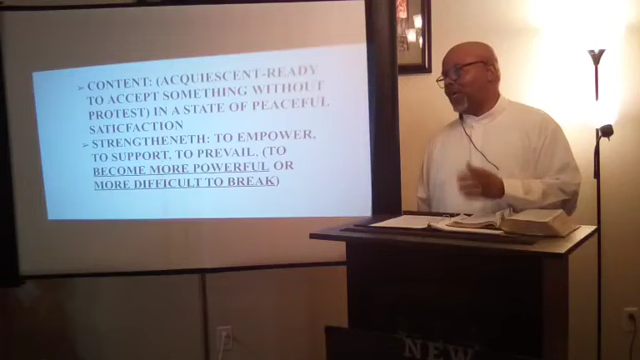 ➢ CONTENT: (ACQUIESCENT-READY
TO ACCEPT SOMETHING WITHOUT
PROTEST) IN A STATE OF PEACEFUL
SATICFACTION
➢ STRENGTHENETH: TO EMPOWER,
TO SUPPORT, TO PREVAIL. (TO
BECOME MORE POWERFUL OR
MORE DIFFICULT TO BREAK)
NEW